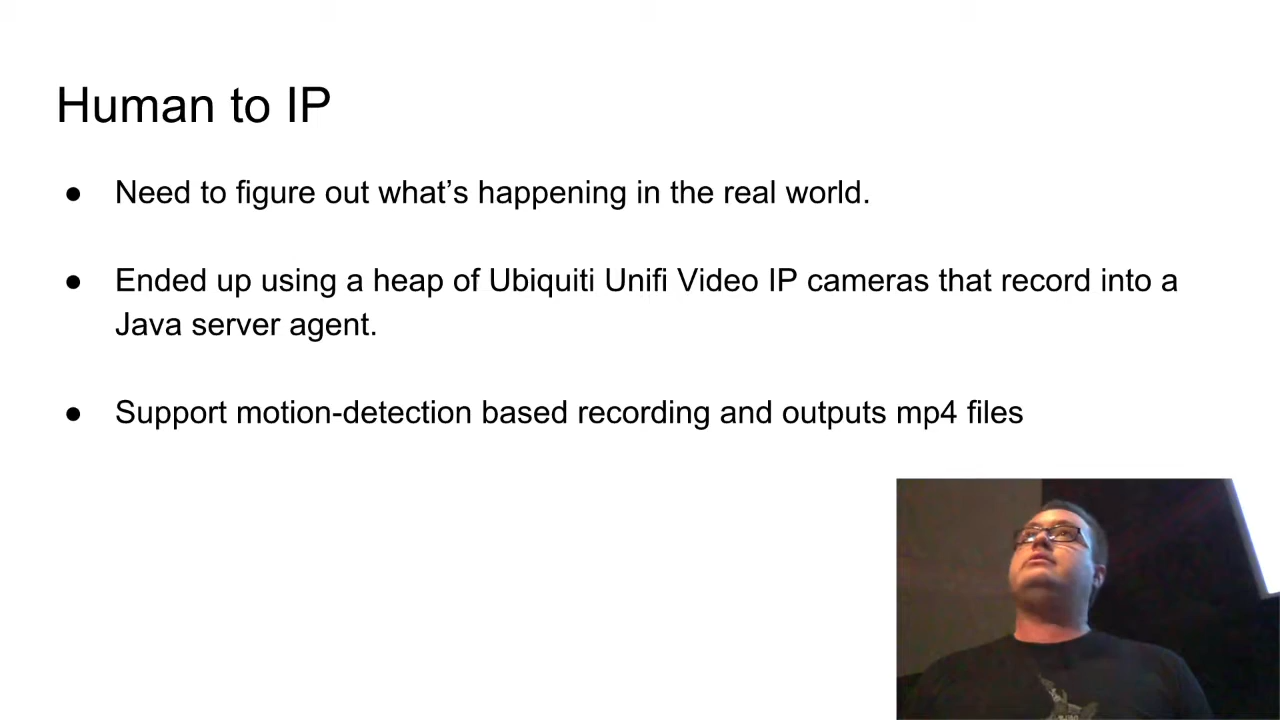 Human to IP
● Need to figure out what’s happening in the real world.
● Ended up using a heap of Ubiquiti Unifi Video IP cameras that record into a
Java server agent.
● Support motion-detection based recording and outputs mp4 files